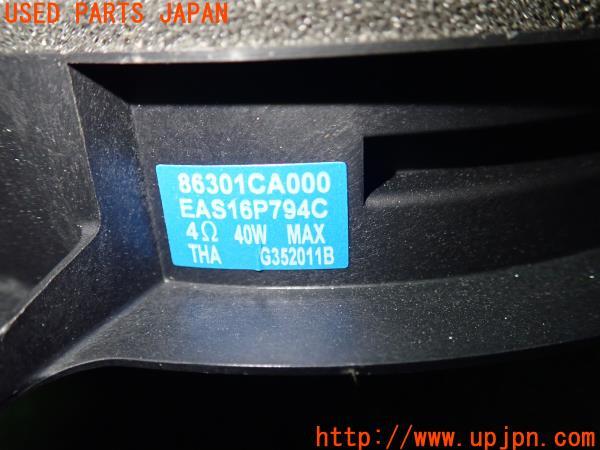 USED PARTS JAPAN
86301CA000
EAS16P794C
4Ω 40W MAX
THA G352011B
http://www.upjpn.com